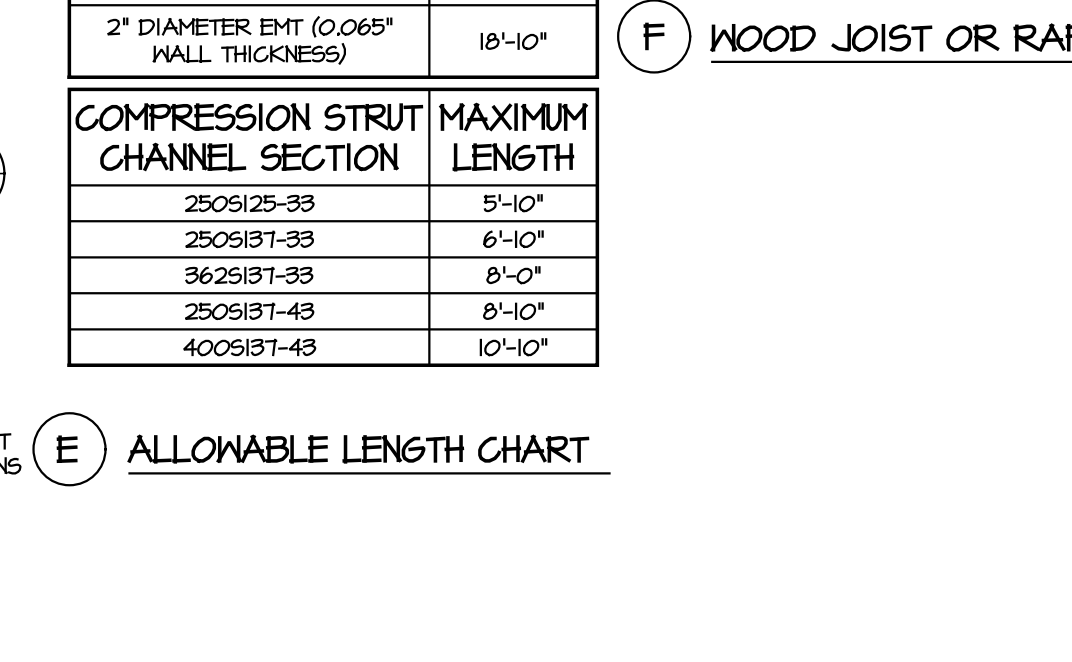 2" DIAMETER EMT (0.065"
WALL THICKNESS)
18'-10"
F WOOD JOIST OR
COMPRESSION STRUT
CHANNEL SECTION
MAXIMUM
LENGTH
250S125-33 5'-10"
250S137-33 6'-10"
362S137-33 8'-0"
250S137-43 8'-10"
400S137-43 10'-10"
E ALLOWABLE LENGTH CHART